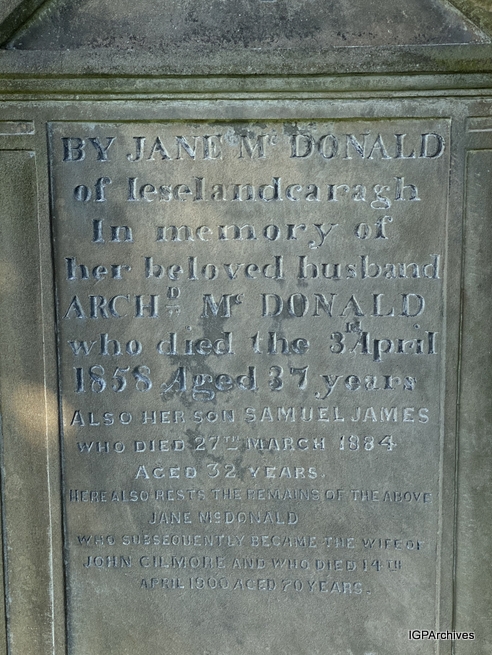 BY JANE Mc DONALD
of Ieselandcaragh
In memory of
her beloved husband
ARCHD Mc DONALD
who died the 3rd April
1858 Aged 37 years
ALSO HER SON SAMUEL JAMES
WHO DIED 27TH MARCH 1884
AGED 32 YEARS.
HERE ALSO RESTS THE REMAINS OF THE ABOVE
JANE McDONALD
WHO SUBSEQUENTLY BECAME THE WIFE OF
JOHN GILMORE AND WHO DIED 14TH
APRIL 1900 AGED 70 YEARS.
IGPArchives